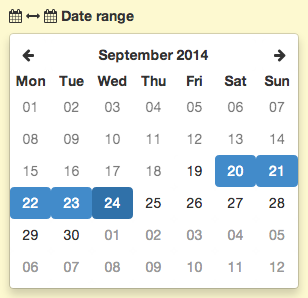 Date range
September 2014
Mon Tue Wed Thu Fri Sat Sun
01 02 03 04 05 06 07
08 09 10 11 12 13 14
15 16 17 18 19 20 21
22 23 24 25 26 27 28
29 30 01 02 03 04 05
06 07 08 09 10 11 12